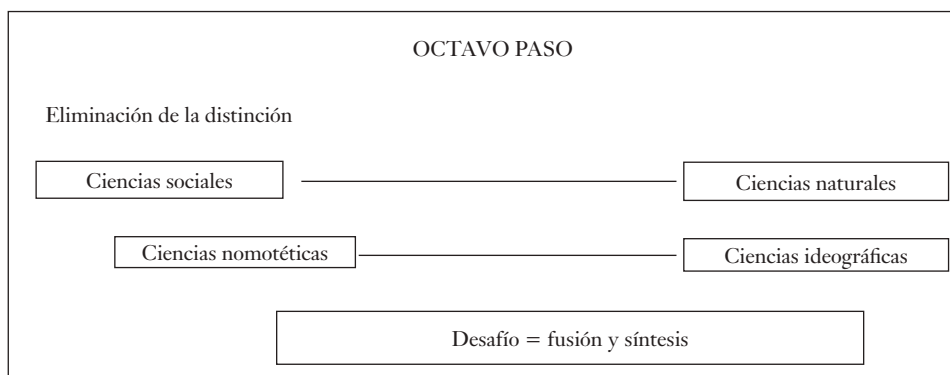 OCTAVO PASO
Eliminación de la distinción
Ciencias sociales
Ciencias naturales
Ciencias nomotéticas
Ciencias ideográficas
Desafío = fusión y síntesis